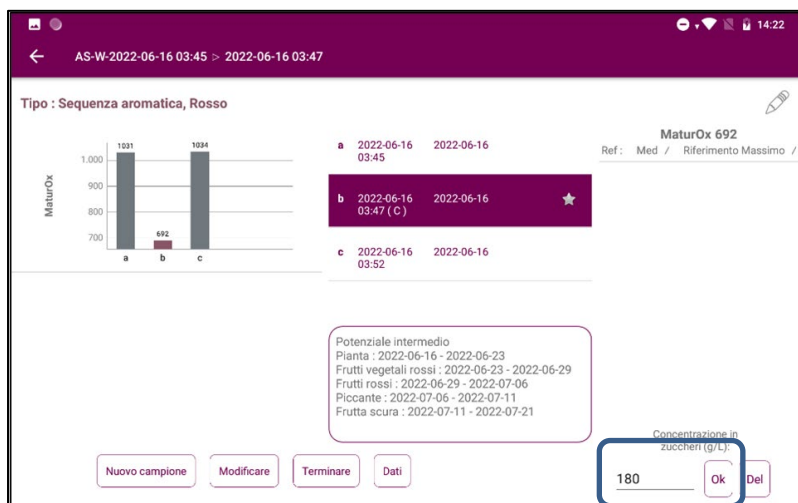 14:22
AS-W-2022-06-16 03:45 > 2022-06-16 03:47
Tipo : Sequenza aromatica, Rosso
MaturOx
1.000
900
800
700
1031
692
1034
a
b
c
a 2022-06-16 2022-06-16
03:45
b 2022-06-16 2022-06-16
03:47 ( C )
c 2022-06-16 2022-06-16
03:52
MaturOx 692
Ref : Med / Riferimento Massimo /
Potenziale intermedio
Pianta : 2022-06-16 - 2022-06-23
Frutti vegetali rossi : 2022-06-23 - 2022-06-29
Frutti rossi : 2022-06-29 - 2022-07-06
Piccante : 2022-07-06 - 2022-07-11
Frutta scura : 2022-07-11 - 2022-07-21
Concentrazione in
zuccheri (g/L):
180
Ok
Del
Nuovo campione
Modificare
Terminare
Dati